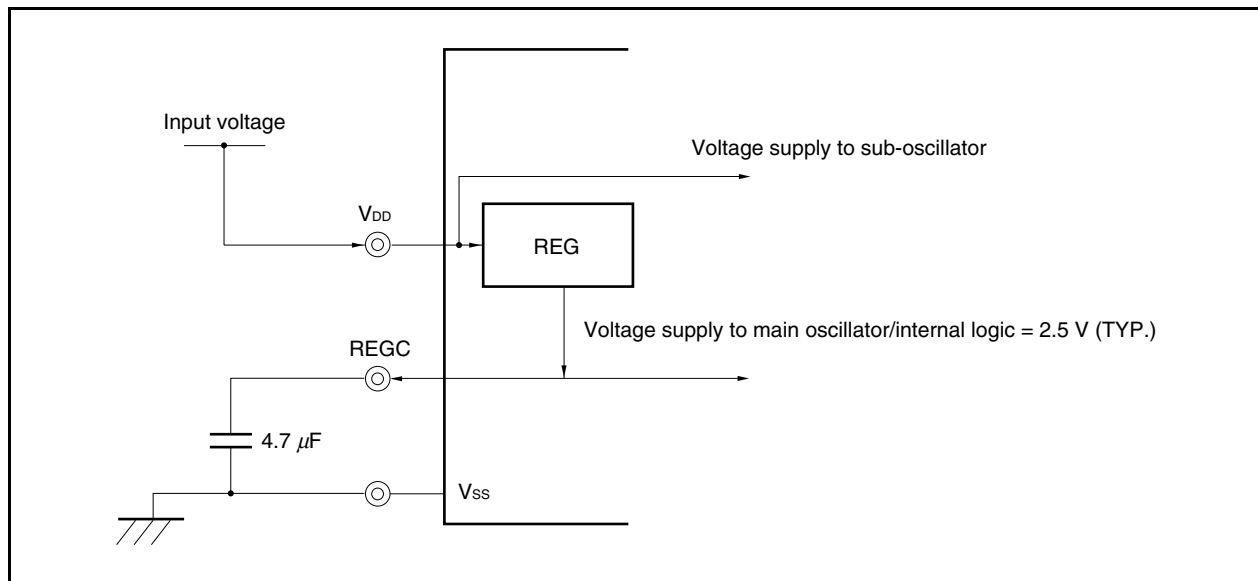 Input voltage
Voltage supply to sub-oscillator
VDD
REG
Voltage supply to main oscillator/internal logic = 2.5 V (TYP.)
REGC
4.7 μF
VSS